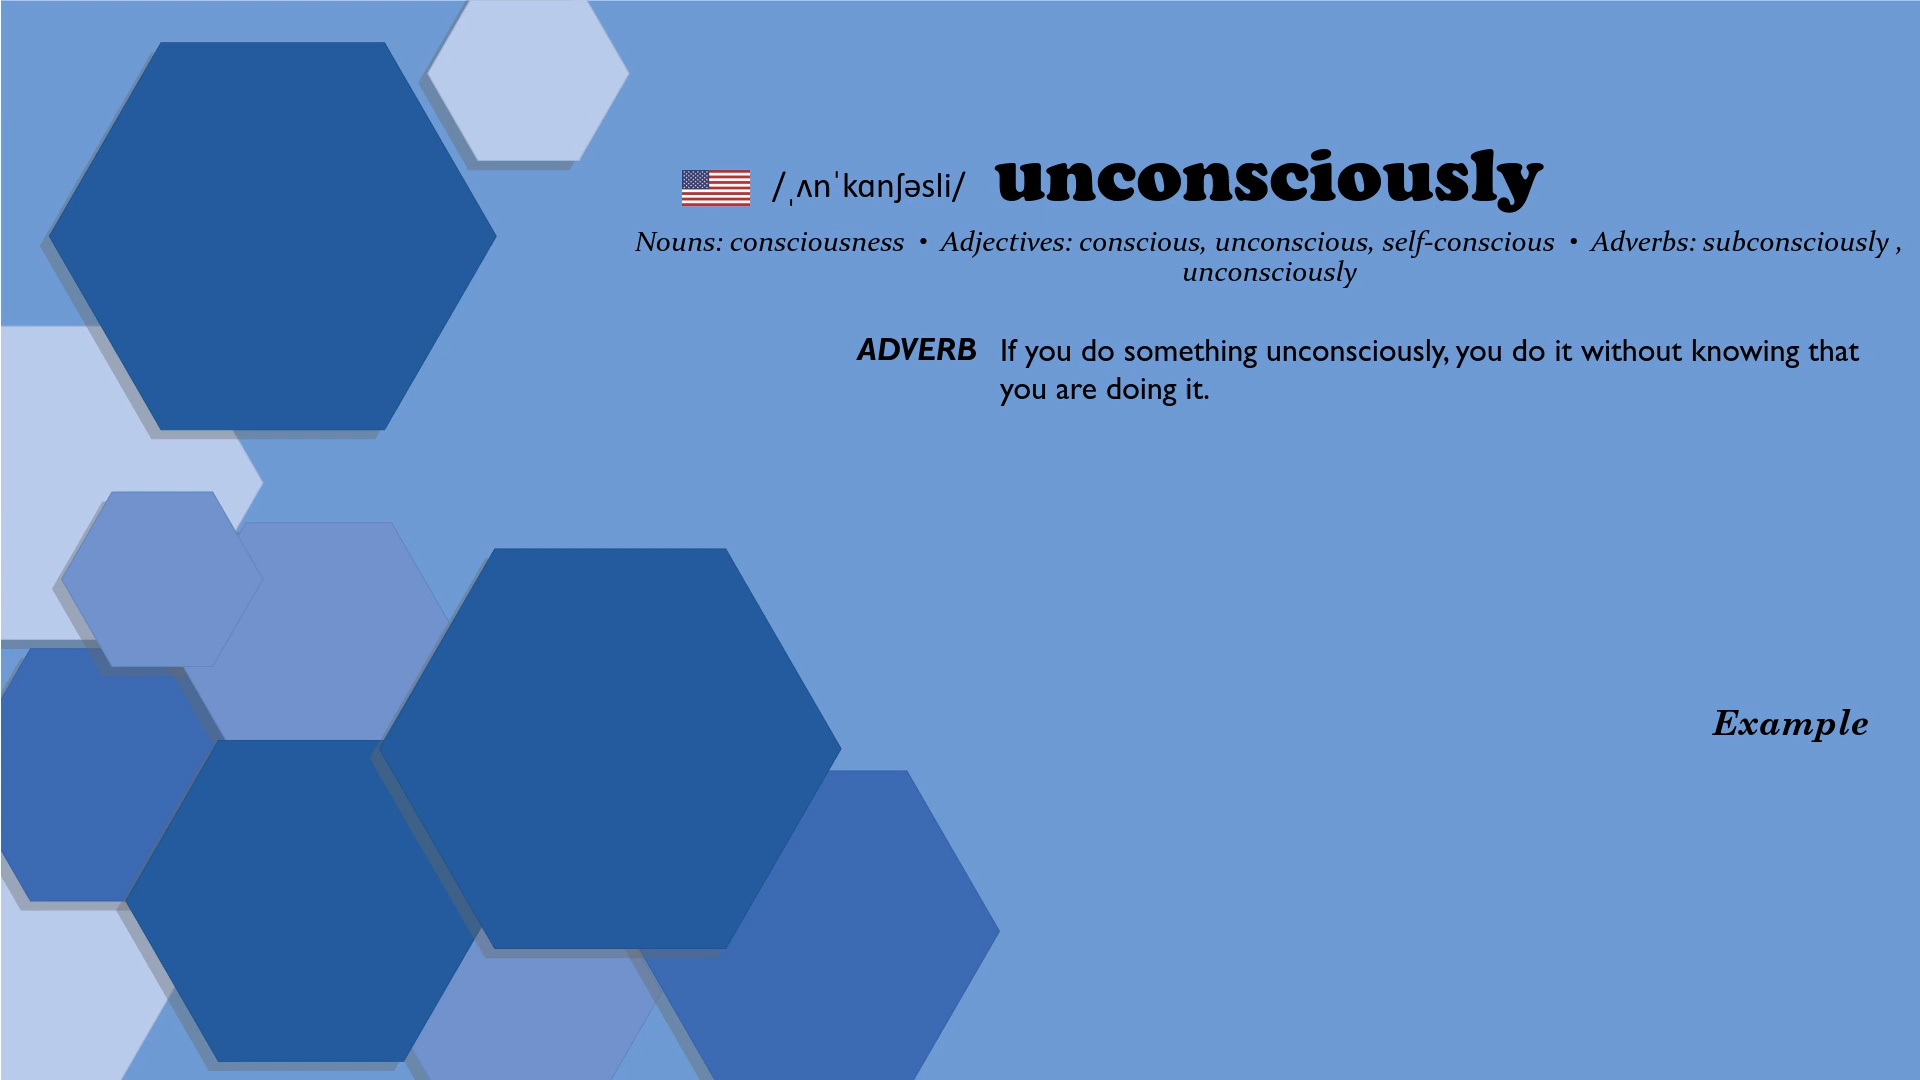 /ˌʌnˈkɑnʃəsli/ unconsciously
Nouns: consciousness • Adjectives: conscious, unconscious, self-conscious • Adverbs: subconsciously ,
unconsciously
ADVERB If you do something unconsciously, you do it without knowing that
you are doing it.
Example